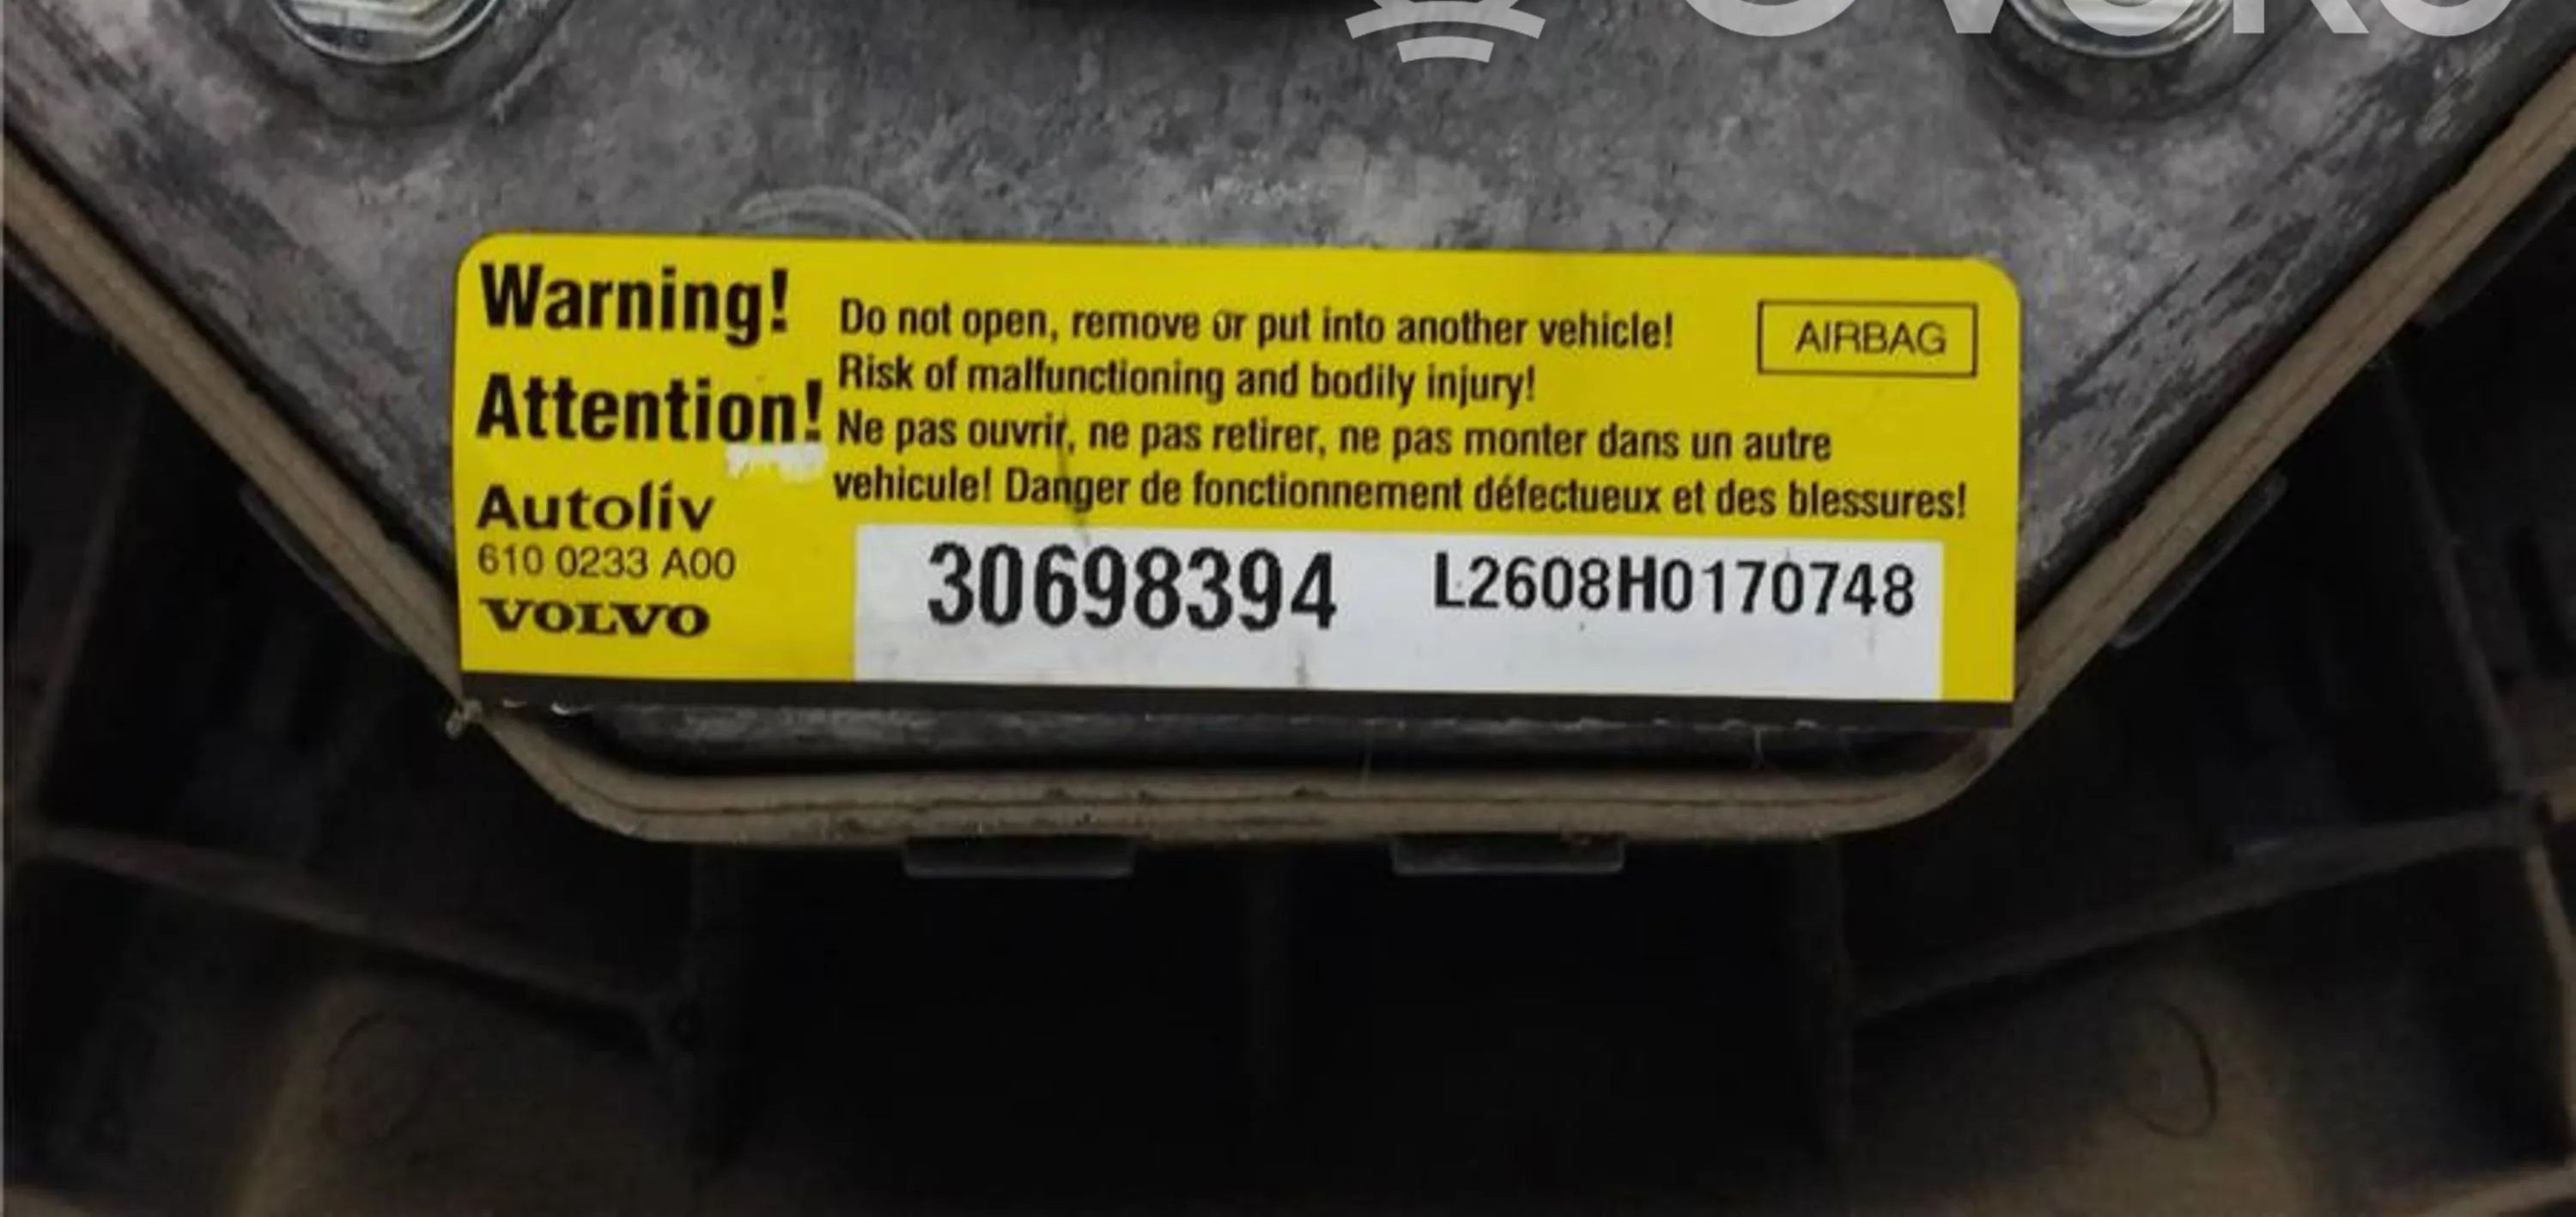 Warning!
Attention!
Do not open, remove or put into another vehicle!
Risk of malfunctioning and bodily injury!
Ne pas ouvrir, ne pas retirer, ne pas monter dans un autre
vehicule! Danger de fonctionnement défectueux et des blessures!
AIRBAG
Autoliv
610 0233 A00
VOLVO
30698394 L2608H0170748